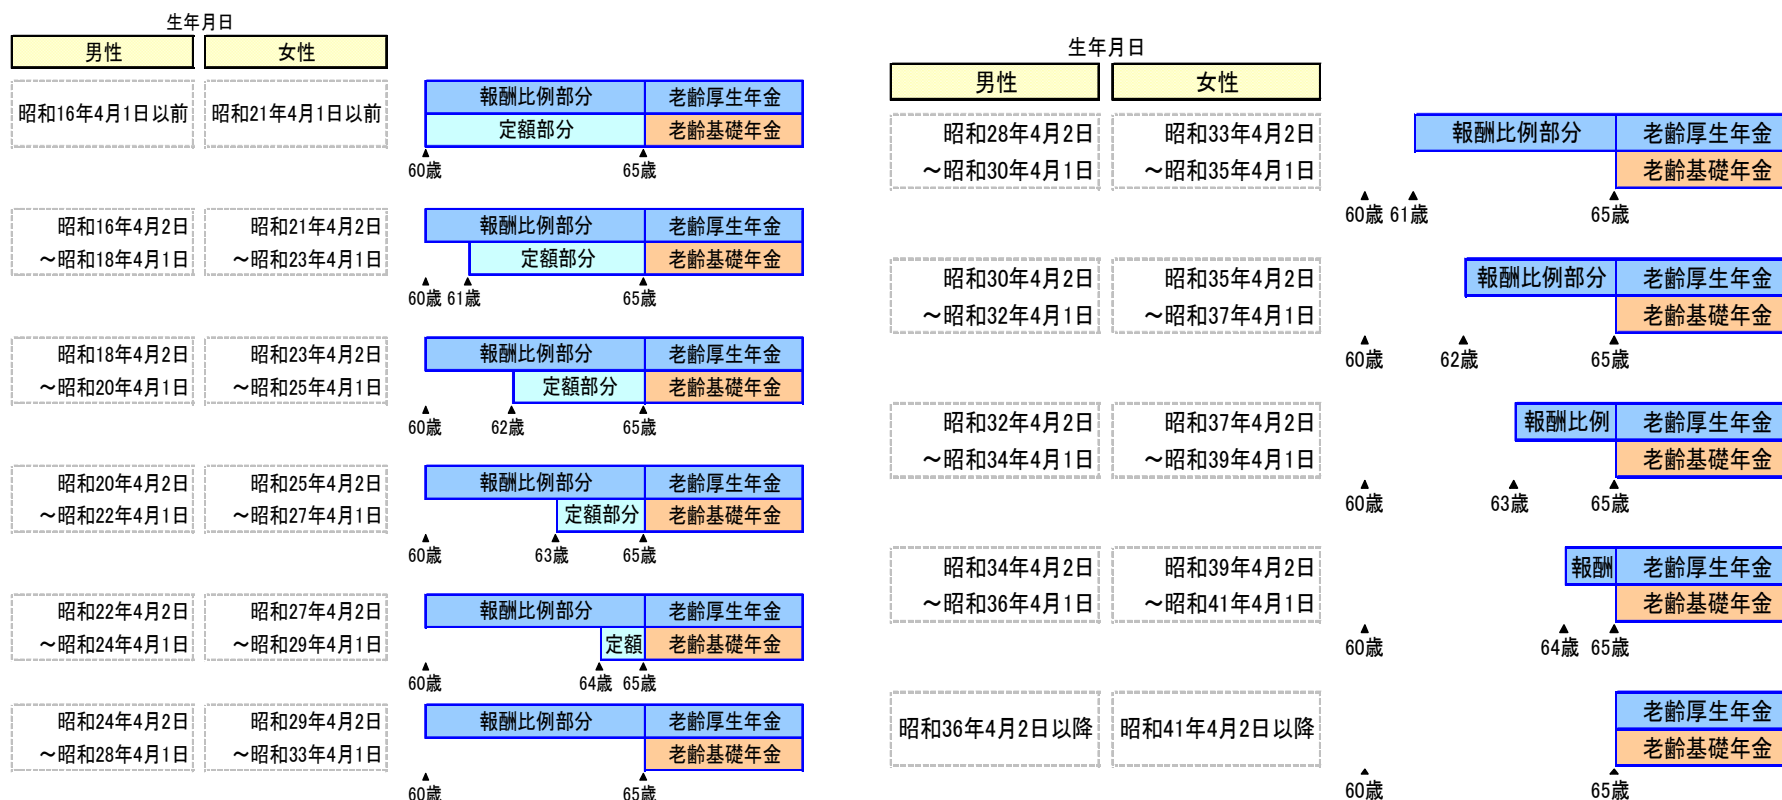 生年月日
男性 女性
昭和16年4月1日以前 昭和21年4月1日以前
報酬比例部分 老齢厚生年金
定額部分 老齢基礎年金
60歳 65歳
昭和16年4月2日 昭和21年4月2日
～昭和18年4月1日 ～昭和23年4月1日
報酬比例部分 老齢厚生年金
定額部分 老齢基礎年金
60歳 61歳 65歳
昭和18年4月2日 昭和23年4月2日
～昭和20年4月1日 ～昭和25年4月1日
報酬比例部分 老齢厚生年金
定額部分 老齢基礎年金
60歳 62歳 65歳
昭和20年4月2日 昭和25年4月2日
～昭和22年4月1日 ～昭和27年4月1日
報酬比例部分 老齢厚生年金
定額部分 老齢基礎年金
60歳 63歳 65歳
昭和22年4月2日 昭和27年4月2日
～昭和24年4月1日 ～昭和29年4月1日
報酬比例部分 老齢厚生年金
定額 老齢基礎年金
60歳 64歳 65歳
昭和24年4月2日 昭和29年4月2日
～昭和28年4月1日 ～昭和33年4月1日
報酬比例部分 老齢厚生年金
老齢基礎年金
60歳 65歳
生年月日
男性 女性
昭和28年4月2日 昭和33年4月2日
～昭和30年4月1日 ～昭和35年4月1日
報酬比例部分 老齢厚生年金
老齢基礎年金
60歳 61歳 65歳
昭和30年4月2日 昭和35年4月2日
～昭和32年4月1日 ～昭和37年4月1日
報酬比例部分 老齢厚生年金
老齢基礎年金
60歳 62歳 65歳
昭和32年4月2日 昭和37年4月2日
～昭和34年4月1日 ～昭和39年4月1日
報酬比例 老齢厚生年金
老齢基礎年金
60歳 63歳 65歳
昭和34年4月2日 昭和39年4月2日
～昭和36年4月1日 ～昭和41年4月1日
報酬 老齢厚生年金
老齢基礎年金
60歳 64歳 65歳
昭和36年4月2日以降 昭和41年4月2日以降
老齢厚生年金
老齢基礎年金
60歳 65歳